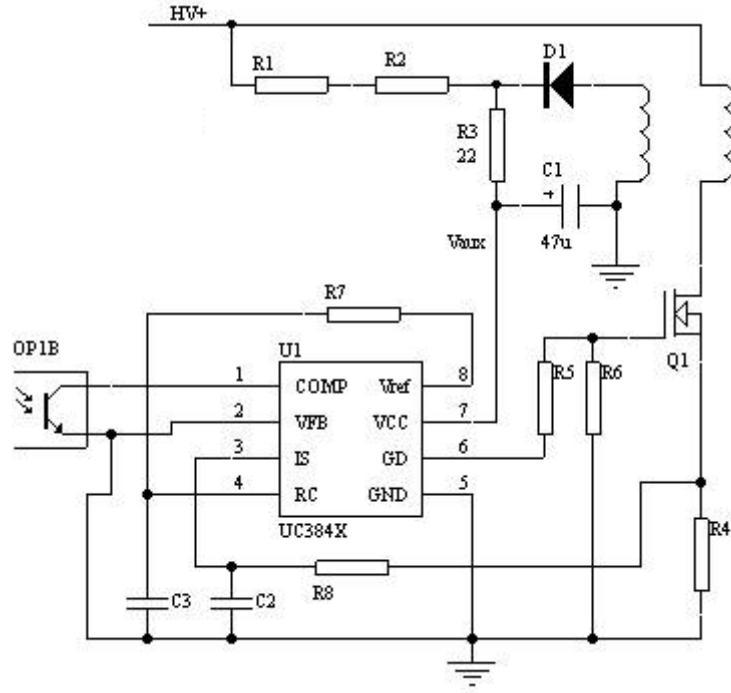 HV+
R1
R2
D1
R3
22
C1
+
Vaux
47u
R7
OP1B
U1
Q1
1
COMP
Vref
8
R5
R6
2
VFB
VCC
7
3
IS
GD
6
4
RC
GND
5
UC384X
R4
R8
C3
C2